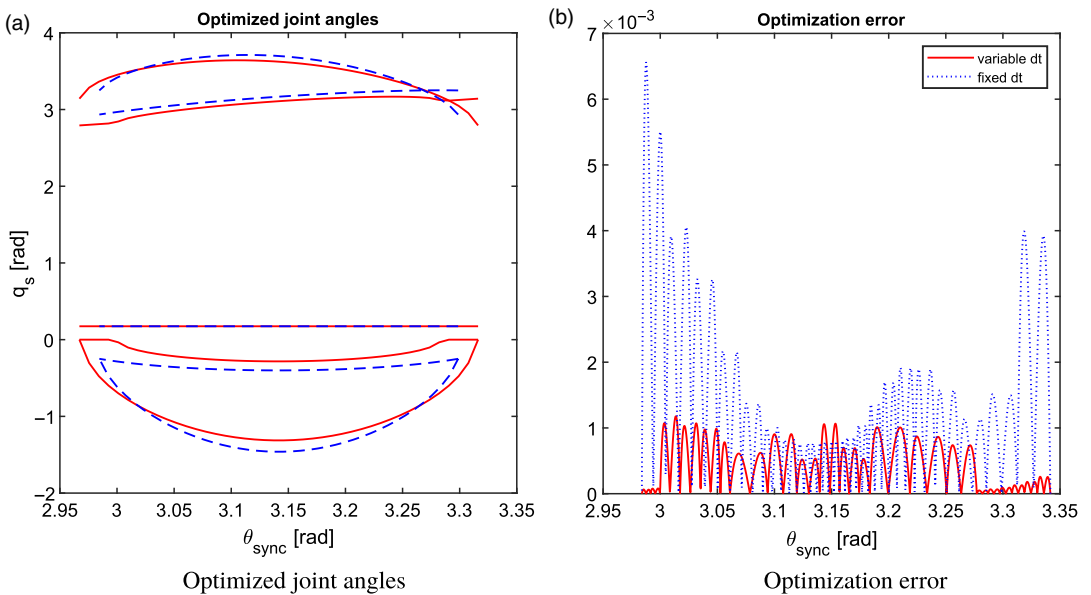 (a)
Optimized joint angles
4
3
2
1
0
−1
−2
q_s [rad]
2.95 3 3.05 3.1 3.15 3.2 3.25 3.3 3.35
θ_sync [rad]
Optimized joint angles
(b)
×10⁻³
Optimization error
7
6
5
4
3
2
1
0
variable dt
fixed dt
2.95 3 3.05 3.1 3.15 3.2 3.25 3.3 3.35
θ_sync [rad]
Optimization error